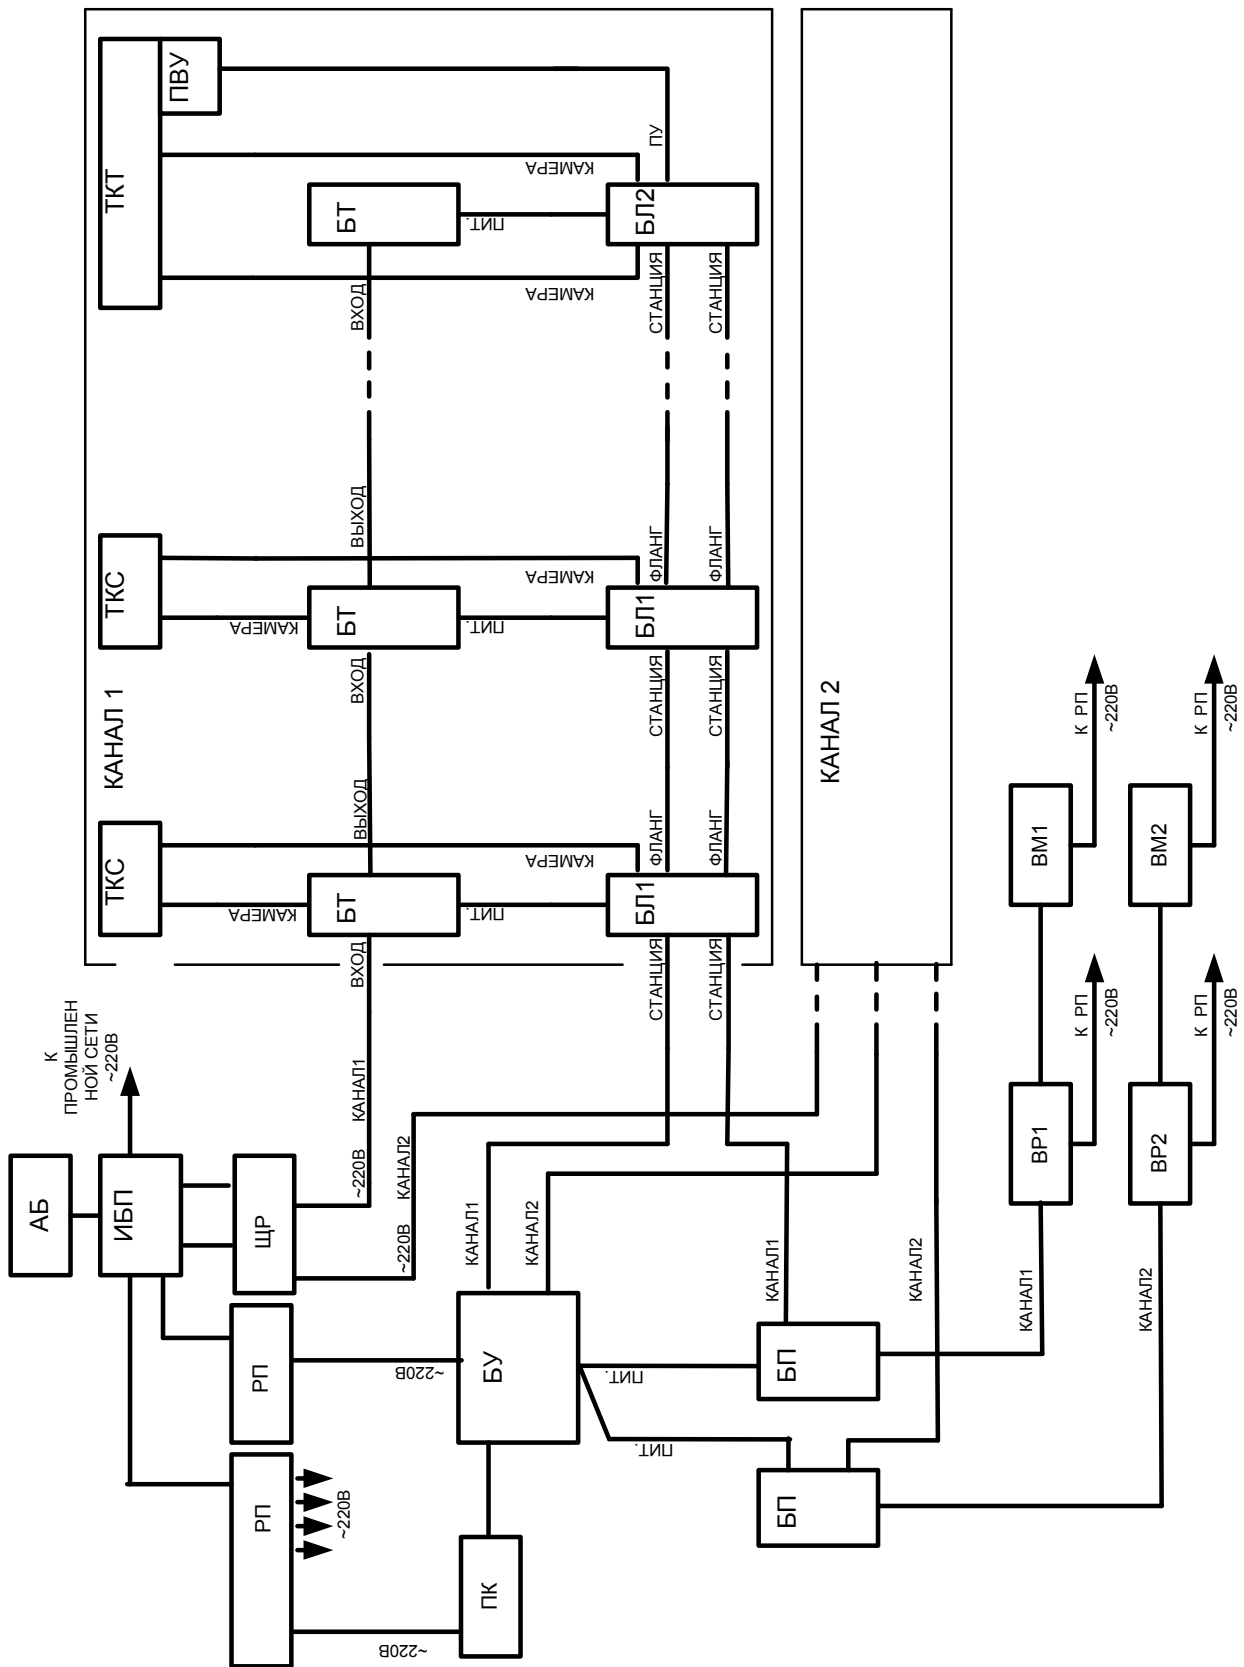 АБ
ИБП
К
ПРОМЫШЛЕН
НОЙ СЕТИ
~220В
РП
~220В
РП
ЩР
~220В
КАНАЛ1
~220В
КАНАЛ2
~220В
~220В
ПК
БУ
КАНАЛ1
КАНАЛ2
ПИТ.
ПИТ.
БП
БП
КАНАЛ1
КАНАЛ2
КАНАЛ1
КАНАЛ2
КАНАЛ 1
ТКС
ТКС
ТКТ
ПВУ
КАМЕРА
КАМЕРА
КАМЕРА
КАМЕРА
КАМЕРА
КАМЕРА
ВХОД
БТ
ВЫХОД
ВХОД
БТ
ВЫХОД
ВХОД
БТ
ПИТ.
ПИТ.
ПИТ.
СТАНЦИЯ
БЛ1
ФЛАНГ
СТАНЦИЯ
БЛ1
ФЛАНГ
СТАНЦИЯ
БЛ2
ПУ
СТАНЦИЯ
ФЛАНГ
СТАНЦИЯ
ФЛАНГ
СТАНЦИЯ
КАНАЛ 2
ВР1
К РП
~220В
ВМ1
К РП
~220В
ВР2
К РП
~220В
ВМ2
К РП
~220В